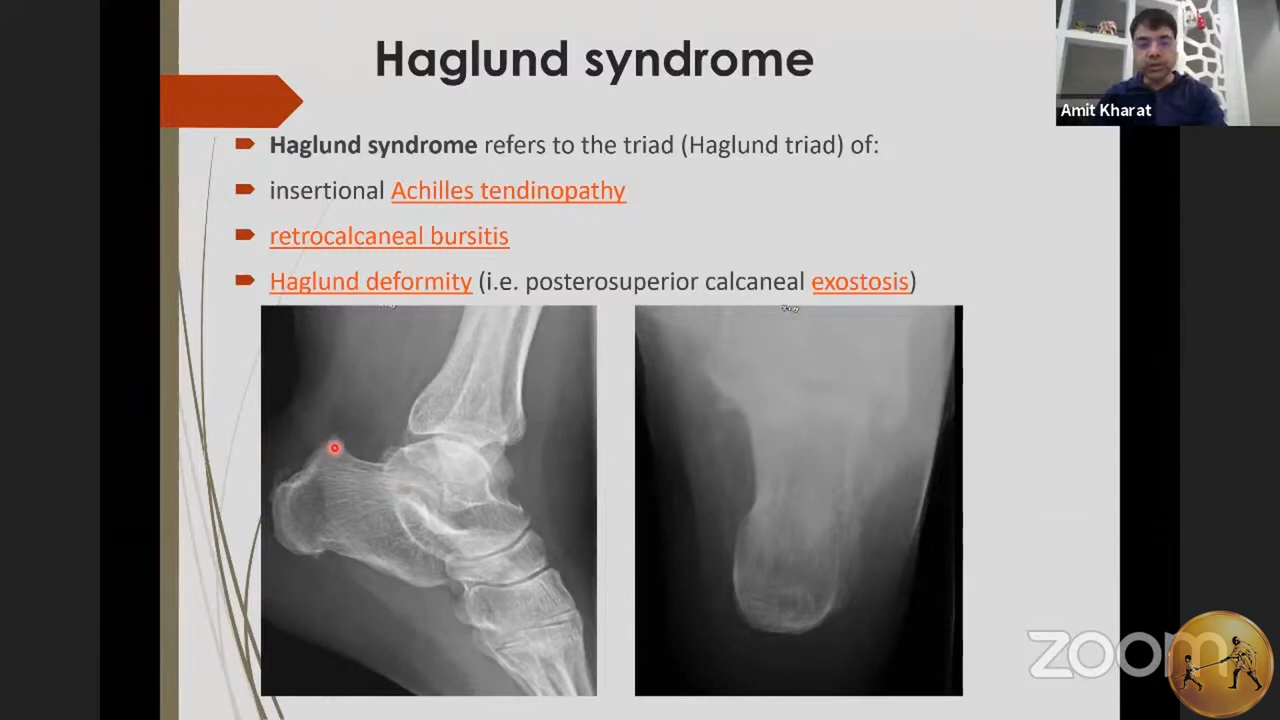 Haglund syndrome
Amit Kharat
Haglund syndrome refers to the triad (Haglund triad) of:
insertional Achilles tendinopathy
retrocalcaneal bursitis
Haglund deformity (i.e. posterosuperior calcaneal exostosis)
zoom